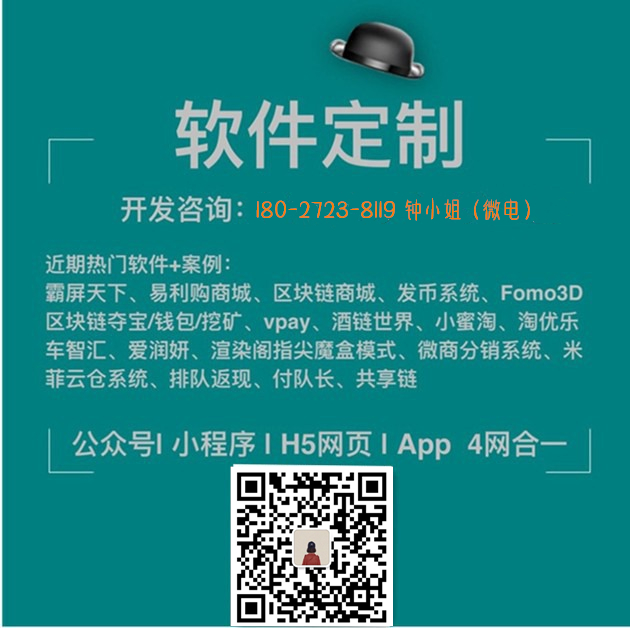 软件定制
开发咨询：180-2723-8119 钟小姐（微电）
近期热门软件+案例：
霸屏天下、易利购商城、区块链商城、发币系统、Fomo3D
区块链夺宝/钱包/挖矿、vpay、酒链世界、小蜜淘、淘优乐
车智汇、爱润妍、渲染阁指尖魔盒模式、微商分销系统、米
菲云仓系统、排队返现、付队长、共享链
公众号I 小程序 I H5网页 I App 4网合一